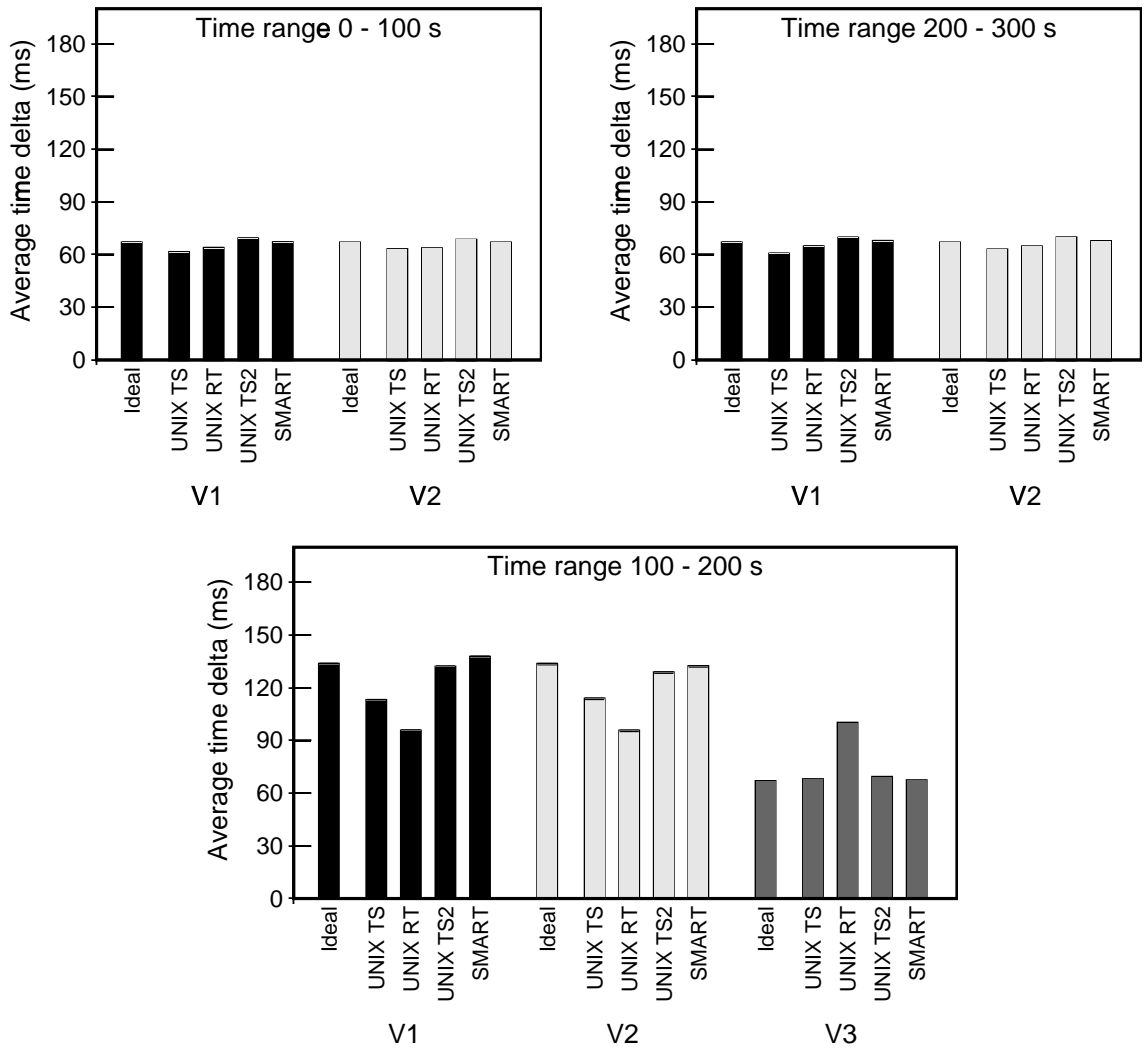 Time range 0 - 100 s
Average time delta (ms)
180
150
120
90
60
30
0
Ideal
UNIX TS
UNIX RT
UNIX TS2
SMART
Ideal
UNIX TS
UNIX RT
UNIX TS2
SMART
V1
V2
Time range 200 - 300 s
Average time delta (ms)
180
150
120
90
60
30
0
Ideal
UNIX TS
UNIX RT
UNIX TS2
SMART
Ideal
UNIX TS
UNIX RT
UNIX TS2
SMART
V1
V2
Time range 100 - 200 s
Average time delta (ms)
180
150
120
90
60
30
0
Ideal
UNIX TS
UNIX RT
UNIX TS2
SMART
Ideal
UNIX TS
UNIX RT
UNIX TS2
SMART
Ideal
UNIX TS
UNIX RT
UNIX TS2
SMART
V1
V2
V3